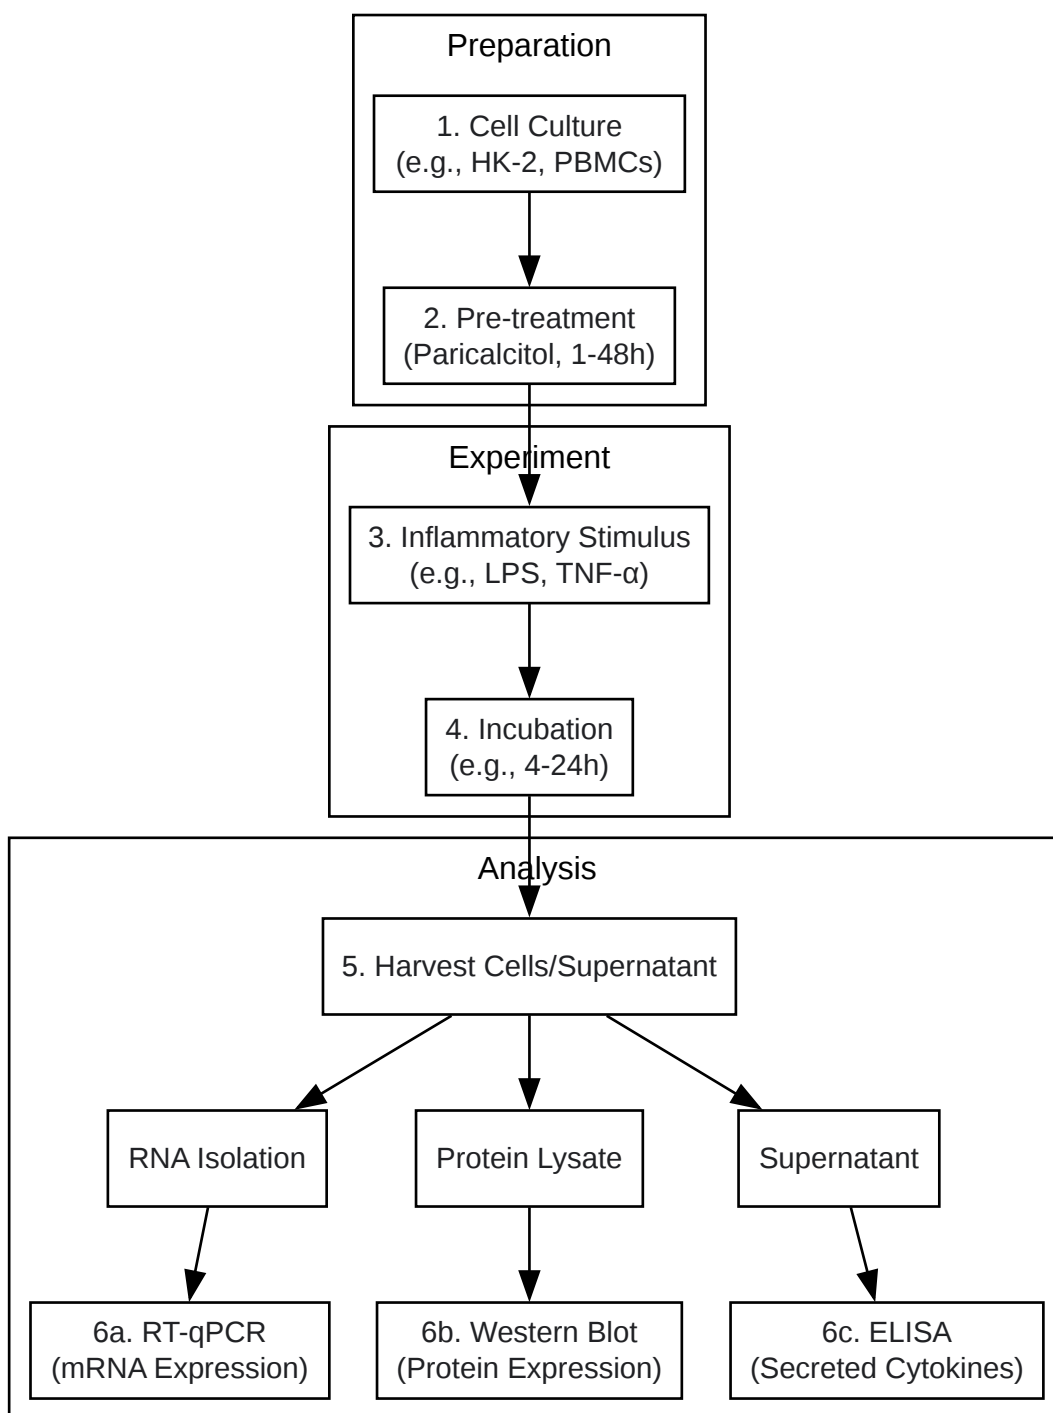 Preparation
1. Cell Culture
(e.g., HK-2, PBMCs)
2. Pre-treatment
(Paricalcitol, 1-48h)
Experiment
3. Inflammatory Stimulus
(e.g., LPS, TNF-α)
4. Incubation
(e.g., 4-24h)
Analysis
5. Harvest Cells/Supernatant
RNA Isolation
Protein Lysate
Supernatant
6a. RT-qPCR
(mRNA Expression)
6b. Western Blot
(Protein Expression)
6c. ELISA
(Secreted Cytokines)